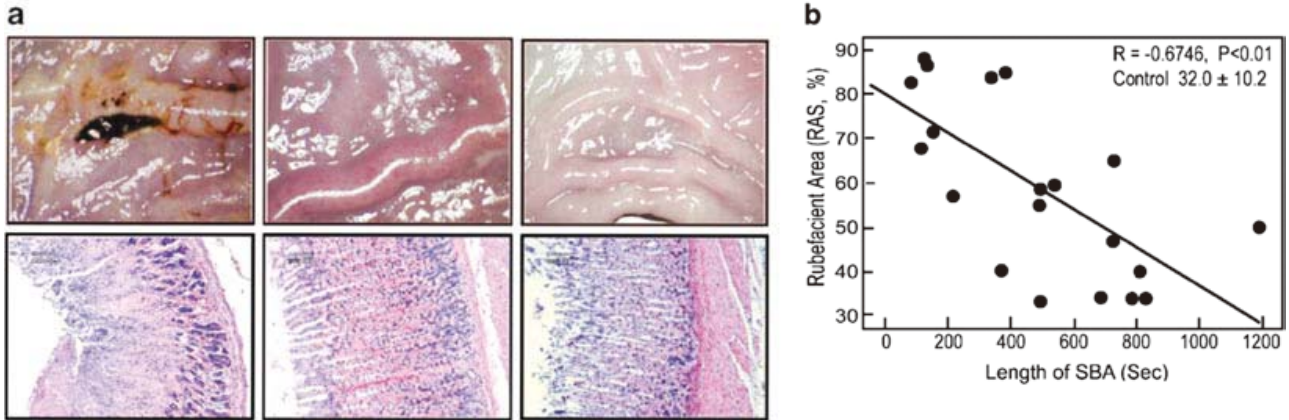 a
b
R = -0.6746, P<0.01
Control 32.0 ± 10.2
Rubefacient Area (RAS, %)
90
80
70
60
50
40
30
0 200 400 600 800 1000 1200
Length of SBA (Sec)